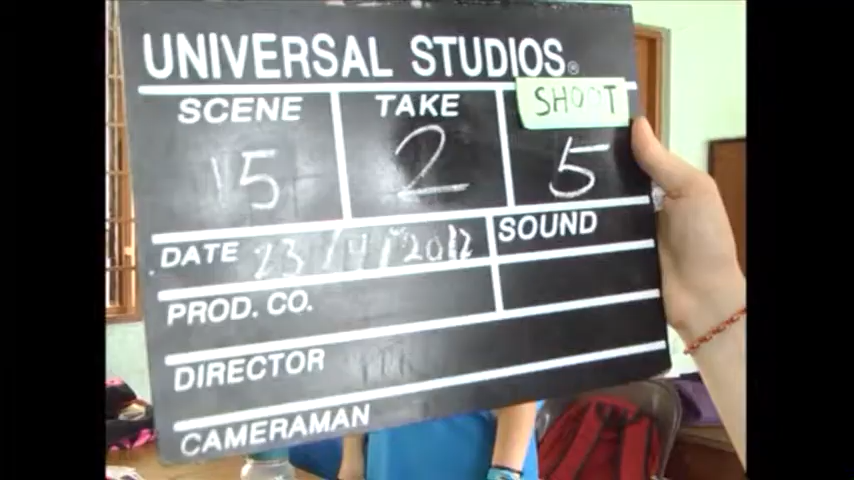 UNIVERSAL STUDIOS®
SCENE TAKE SHOOT
15 2 5
DATE 23/4/2012 SOUND
PROD. CO.
DIRECTOR
CAMERAMAN